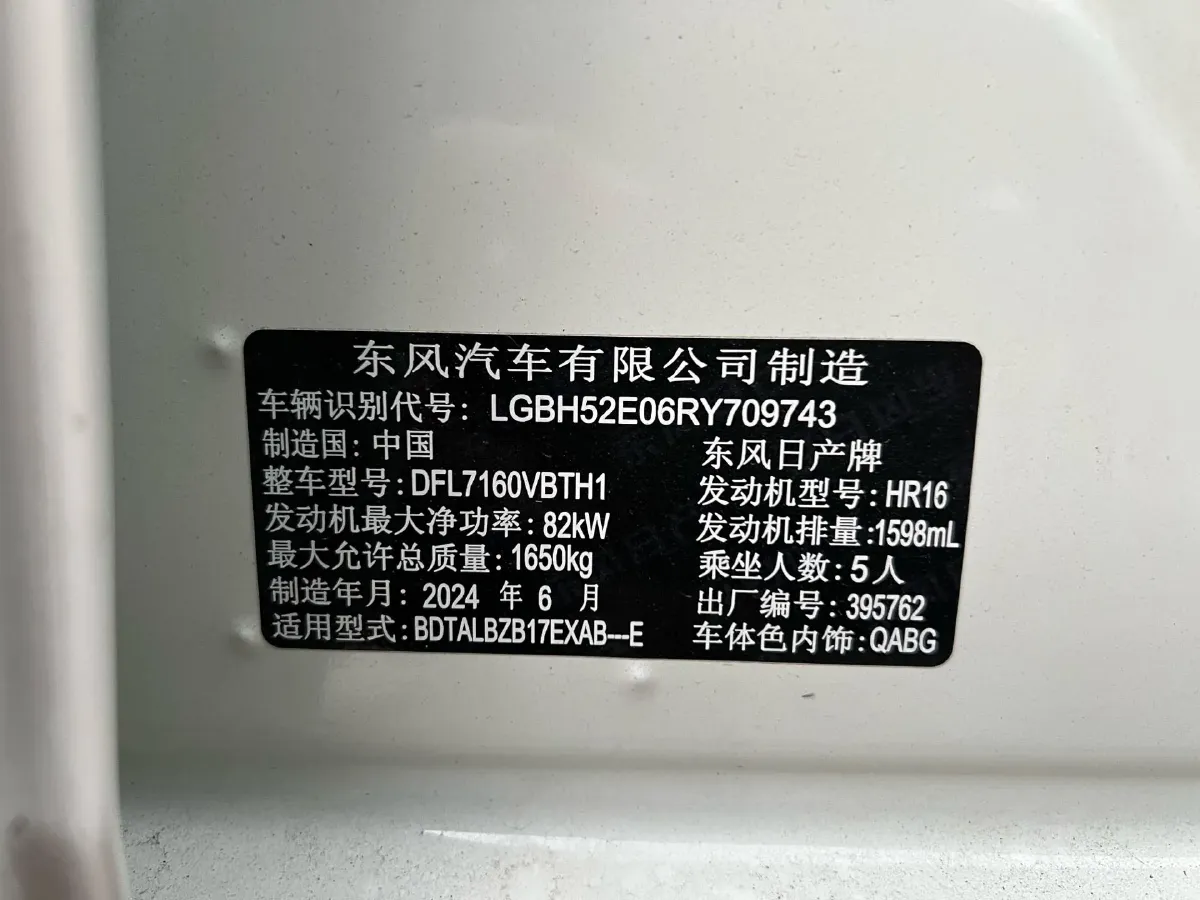 东风汽车有限公司制造
车辆识别代号: LGBH52E06RY709743
制造国: 中国 东风日产牌
整车型号:DFL7160VBTH1 发动机型号:HR16
发动机最大净功率: 82kW 发动机排量:1598mL
最大允许总质量: 1650kg 乘坐人数:5人
制造年月: 2024 年 6 月 出厂编号: 395762
适用型式:BDTALBZB17EXAB---E 车体色内饰:QABG